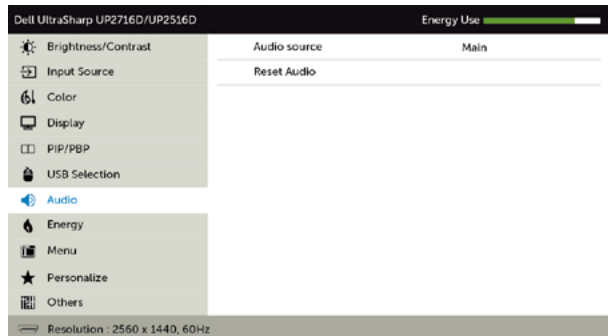 Dell UltraSharp UP2716D/UP2516D Energy Use
Brightness/Contrast Audio source Main
Input Source Reset Audio
Color
Display
PIP/PBP
USB Selection
Audio
Energy
Menu
Personalize
Others
Resolution : 2560 x 1440, 60Hz